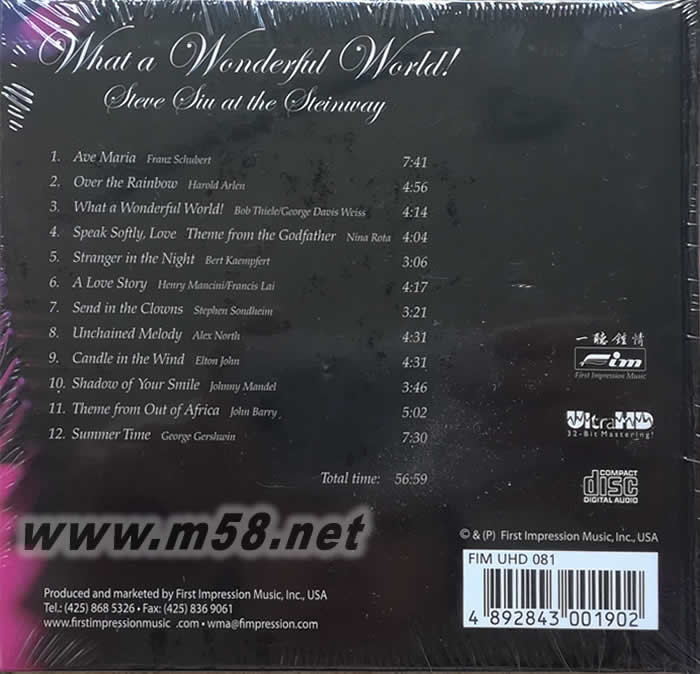 What a Wonderful World!
Steve Siu at the Steinway
1. Ave Maria Franz Schubert 7:41
2. Over the Rainbow Harold Arlen 4:56
3. What a Wonderful World! Bob Thiele/George Davis Weiss 4:14
4. Speak Softly, Love Theme from the Godfather Nina Rota 4:04
5. Stranger in the Night Bert Kaempfert 3:06
6. A Love Story Henry Mancini/Francis Lai 4:17
7. Send in the Clowns Stephen Sondheim 3:21
8. Unchained Melody Alex North 4:31
9. Candle in the Wind Elton John 4:31
10. Shadow of Your Smile Johnny Mandel 3:46
11. Theme from Out of Africa John Barry 5:02
12. Summer Time George Gershwin 7:30
Total time: 56:59
一聽鍾情
Fim
First Impression Music
UltraHD
32-Bit Mastering!
COMPACT
disc
DIGITAL AUDIO
www.m58.net
© & (P) First Impression Music, Inc., USA
FIM UHD 081
4 892843 001902
Produced and marketed by First Impression Music, Inc., USA
Tel.: (425) 868 5326 • Fax: (425) 836 9061
www.firstimpressionmusic .com • wma@fimpression.com